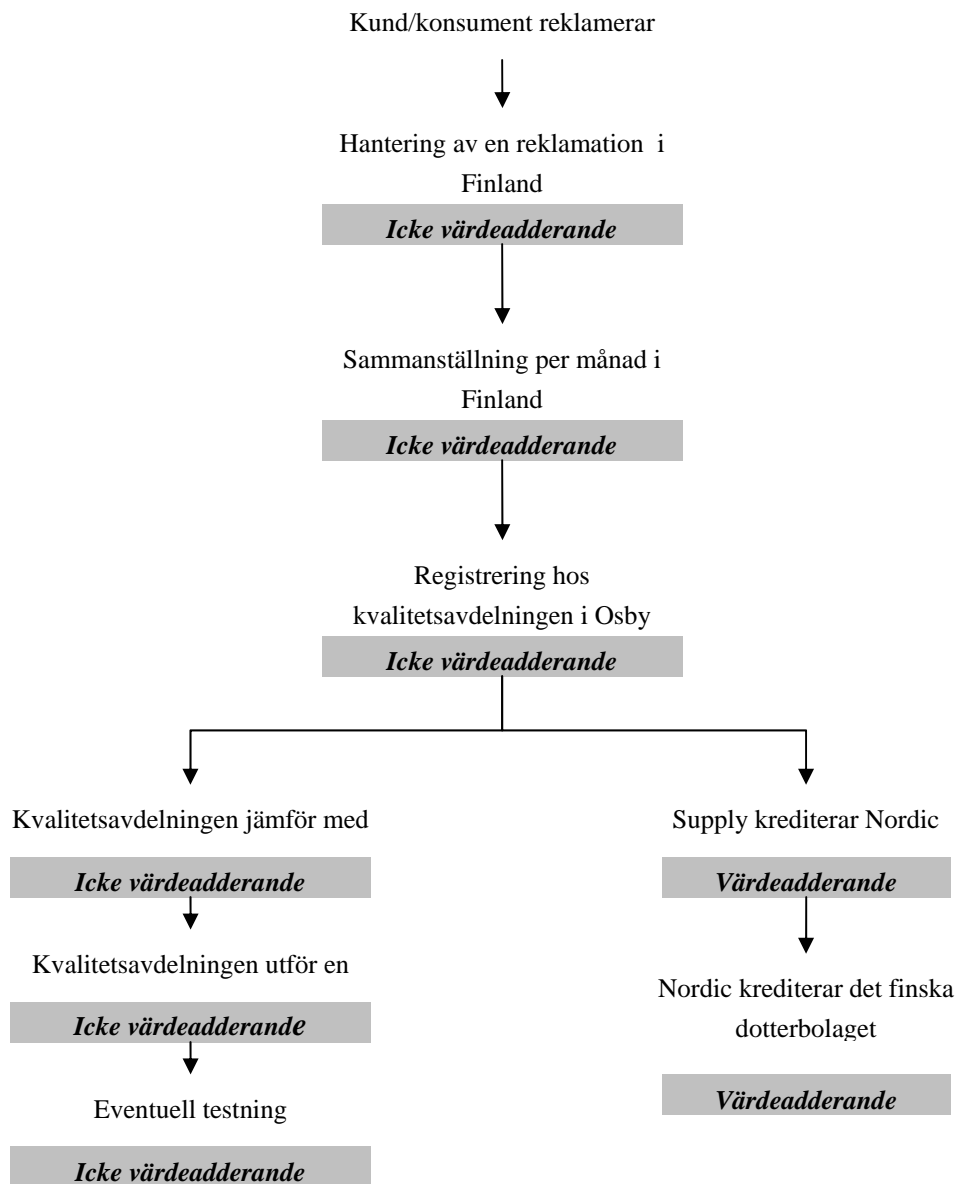 Kund/konsument reklamerar
Hantering av en reklamation i
Finland
Icke värdeadderande
Sammanställning per månad i
Finland
Icke värdeadderande
Registrering hos
kvalitetsavdelningen i Osby
Icke värdeadderande
Kvalitetsavdelningen jämför med
Icke värdeadderande
Kvalitetsavdelningen utför en
Icke värdeadderande
Eventuell testning
Icke värdeadderande
Supply krediterar Nordic
Värdeadderande
Nordic krediterar det finska
dotterbolaget
Värdeadderande